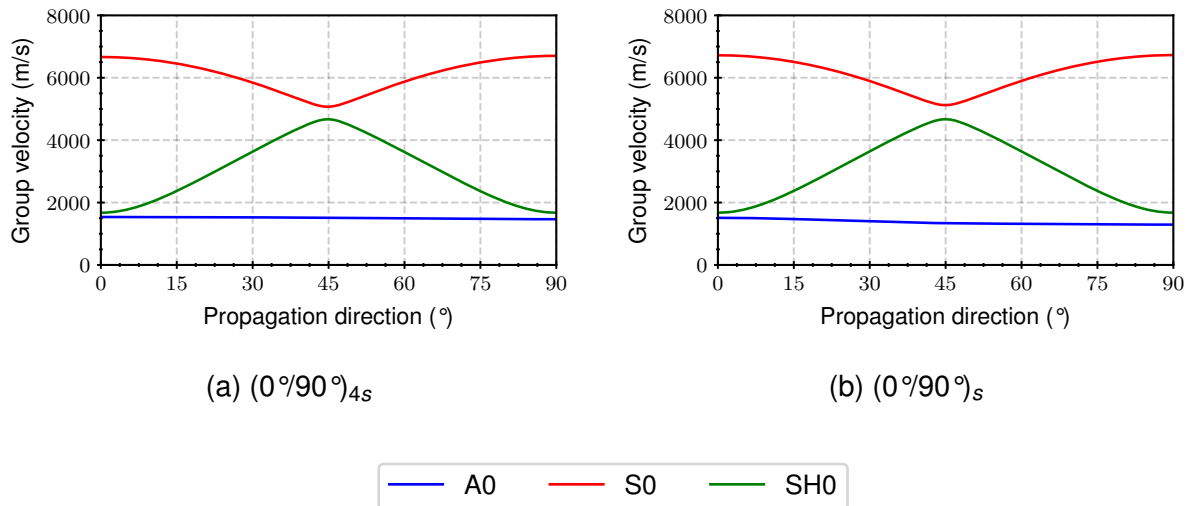 8000
6000
4000
2000
0
0 15 30 45 60 75 90
Group velocity (m/s)
Propagation direction (°)
(a) (0°/90°)4s
8000
6000
4000
2000
0
0 15 30 45 60 75 90
Group velocity (m/s)
Propagation direction (°)
(b) (0°/90°)s
A0 S0 SH0